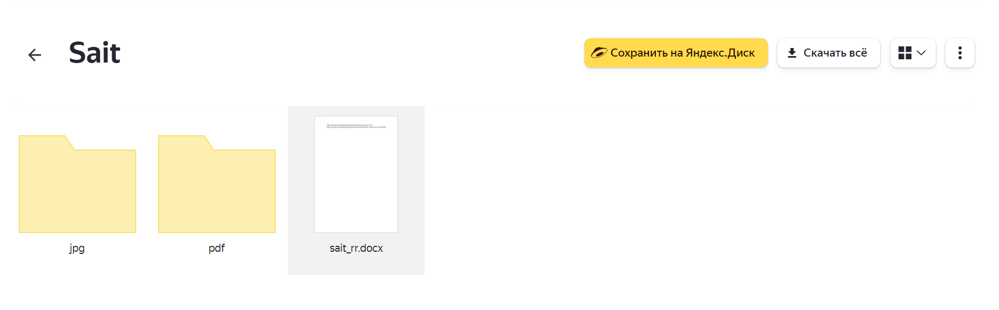 Sait
Сохранить на Яндекс.Диск
Скачать всё
jpg
pdf
sait_rr.docx